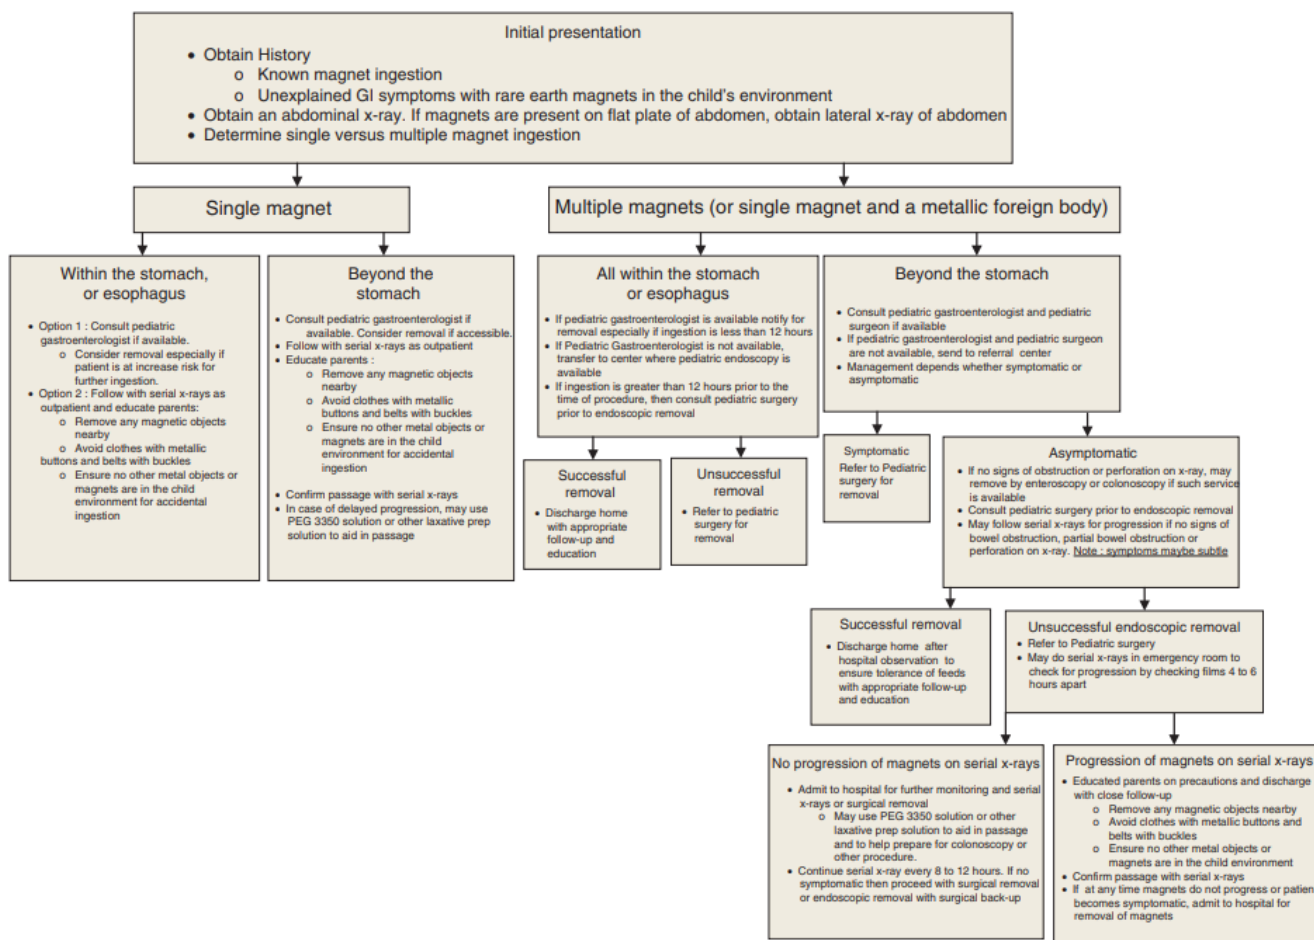 Initial presentation
• Obtain History
o Known magnet ingestion
o Unexplained GI symptoms with rare earth magnets in the child's environment
• Obtain an abdominal x-ray. If magnets are present on flat plate of abdomen, obtain lateral x-ray of abdomen
• Determine single versus multiple magnet ingestion
Single magnet
Multiple magnets (or single magnet and a metallic foreign body)
Within the stomach,
or esophagus
• Option 1 : Consult pediatric
gastroenterologist if available.
o Consider removal especially if
patient is at increase risk for
further ingestion.
• Option 2 : Follow with serial x-rays as
outpatient and educate parents:
o Remove any magnetic objects
nearby
o Avoid clothes with metallic
buttons and belts with buckles
o Ensure no other metal objects or
magnets are in the child
environment for accidental
ingestion
Beyond the
stomach
• Consult pediatric gastroenterologist if
available. Consider removal if accessible.
• Follow with serial x-rays as outpatient
• Educate parents :
o Remove any magnetic objects
nearby
o Avoid clothes with metallic
buttons and belts with buckles
o Ensure no other metal objects or
magnets are in the child
environment for accidental
ingestion
• Confirm passage with serial x-rays
• In case of delayed progression, may use
PEG 3350 solution or other laxative prep
solution to aid in passage
All within the stomach
or esophagus
• If pediatric gastroenterologist is available notify for
removal especially if ingestion is less than 12 hours
• If Pediatric Gastroenterologist is not available,
transfer to center where pediatric endoscopy is
available
• If ingestion is greater than 12 hours prior to the
time of procedure, then consult pediatric surgery
prior to endoscopic removal
Beyond the stomach
• Consult pediatric gastroenterologist and pediatric
surgeon if available
• If pediatric gastroenterologist and pediatric surgeon
are not available, send to referral center
• Management depends whether symptomatic or
asymptomatic
Successful
removal
• Discharge home
with appropriate
follow-up and
education
Unsuccessful
removal
• Refer to pediatric
surgery for
removal
Symptomatic
Refer to Pediatric
surgery for
removal
Asymptomatic
• If no signs of obstruction or perforation on x-ray, may
remove by enteroscopy or colonoscopy if such service
is available
• Consult pediatric surgery prior to endoscopic removal
• May follow serial x-rays for progression if no signs of
bowel obstruction, partial bowel obstruction or
perforation on x-ray. Note : symptoms maybe subtle
Successful removal
• Discharge home after
hospital observation to
ensure tolerance of feeds
with appropriate follow-up
and education
Unsuccessful endoscopic removal
• Refer to Pediatric surgery
• May do serial x-rays in emergency room to
check for progression by checking films 4 to 6
hours apart
No progression of magnets on serial x-rays
• Admit to hospital for further monitoring and serial
x-rays or surgical removal
o May use PEG 3350 solution or other
laxative prep solution to aid in passage
and to help prepare for colonoscopy or
other procedure.
• Continue serial x-ray every 8 to 12 hours. If no
symptomatic then proceed with surgical removal
or endoscopic removal with surgical back-up
Progression of magnets on serial x-rays
• Educated parents on precautions and discharge
with close follow-up
o Remove any magnetic objects nearby
o Avoid clothes with metallic buttons and
belts with buckles
o Ensure no other metal objects or
magnets are in the child environment
• Confirm passage with serial x-rays
• If at any time magnets do not progress or patient
becomes symptomatic, admit to hospital for
removal of magnets